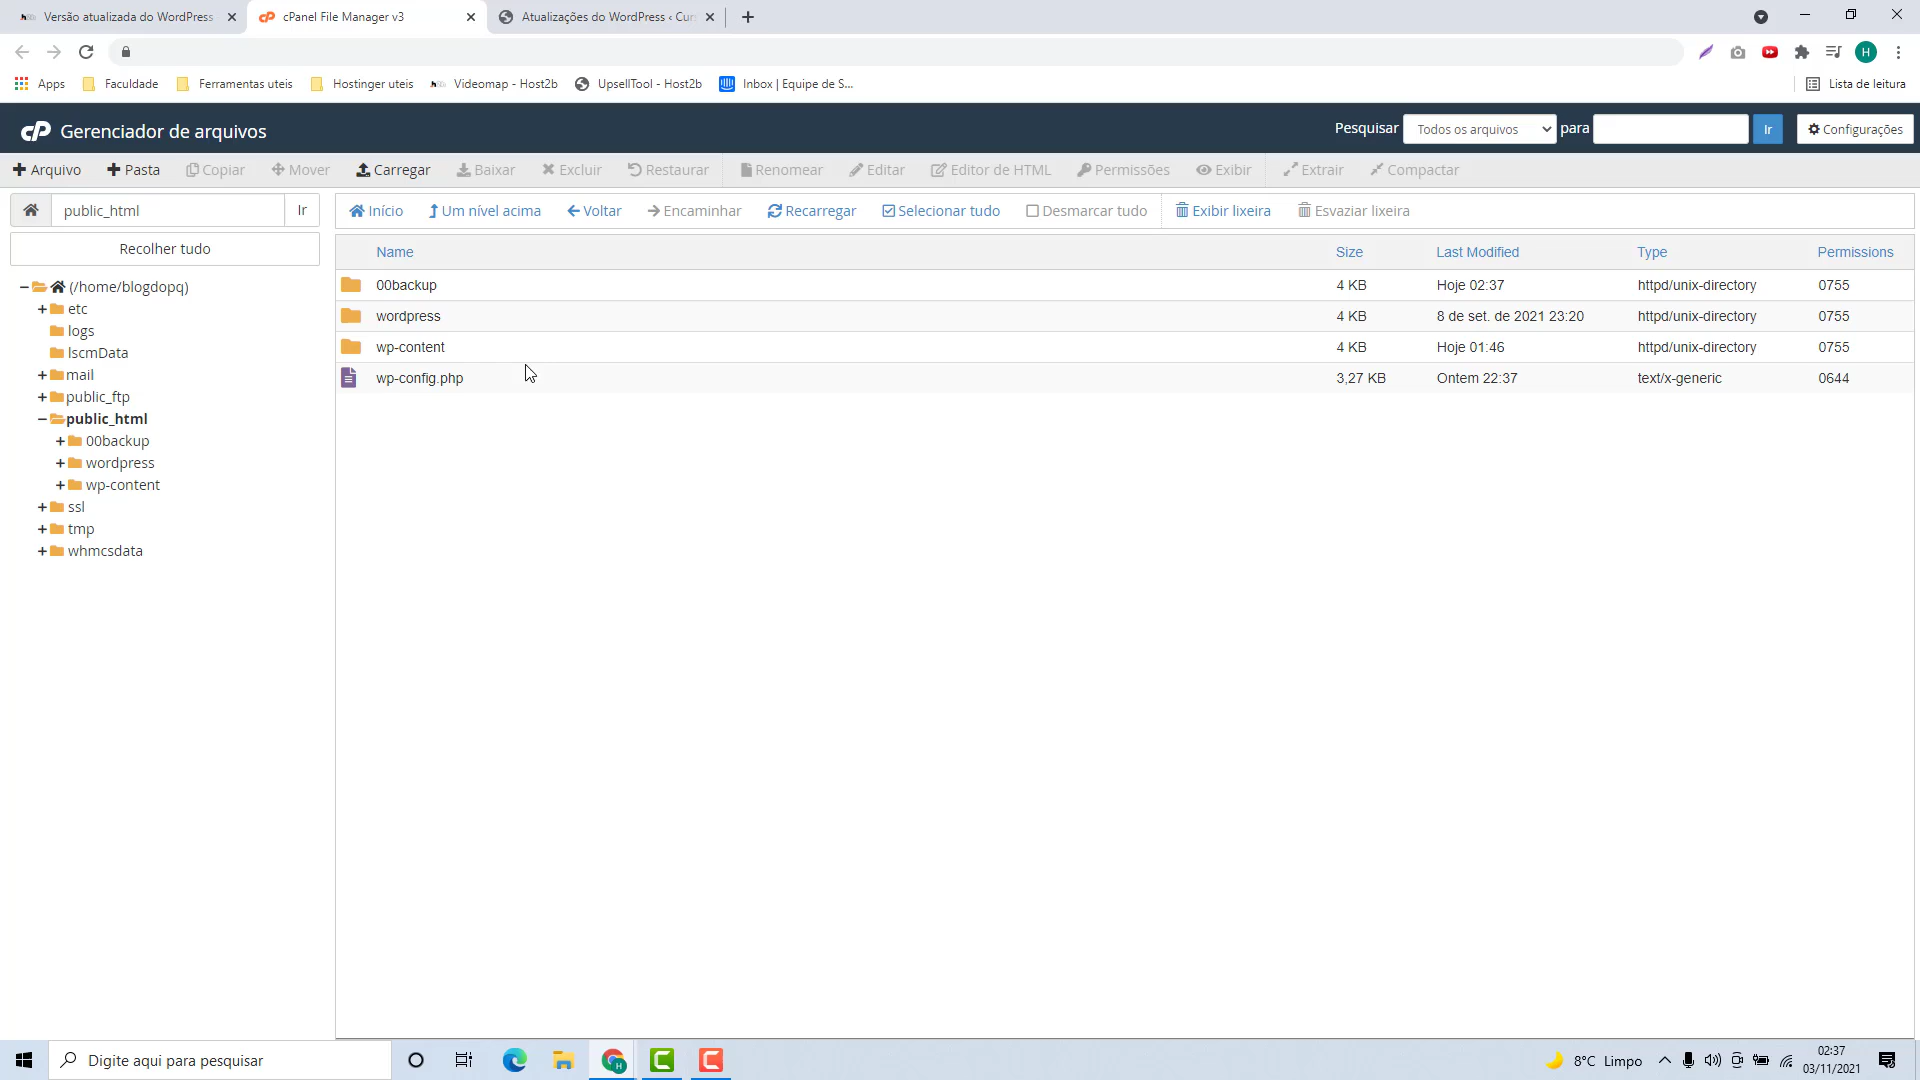 Versão atualizada do WordPress
cPanel File Manager v3
Atualizações do WordPress ‹ Cur
H
Apps
Faculdade
Ferramentas uteis
Hostinger uteis
Videomap - Host2b
UpsellTool - Host2b
Inbox | Equipe de S...
Lista de leitura
cP Gerenciador de arquivos
Pesquisar
Todos os arquivos
para
Ir
Configurações
Arquivo
Pasta
Copiar
Mover
Carregar
Baixar
Excluir
Restaurar
Renomear
Editar
Editor de HTML
Permissões
Exibir
Extrair
Compactar
public_html
Ir
Início
Um nível acima
Voltar
Encaminhar
Recarregar
Selecionar tudo
Desmarcar tudo
Exibir lixeira
Esvaziar lixeira
Recolher tudo
(/home/blogdopq)
etc
logs
lscmData
mail
public_ftp
public_html
00backup
wordpress
wp-content
ssl
tmp
whmcsdata
Name Size Last Modified Type Permissions
00backup 4 KB Hoje 02:37 httpd/unix-directory 0755
wordpress 4 KB 8 de set. de 2021 23:20 httpd/unix-directory 0755
wp-content 4 KB Hoje 01:46 httpd/unix-directory 0755
wp-config.php 3,27 KB Ontem 22:37 text/x-generic 0644
Digite aqui para pesquisar
8°C Limpo
02:37
03/11/2021